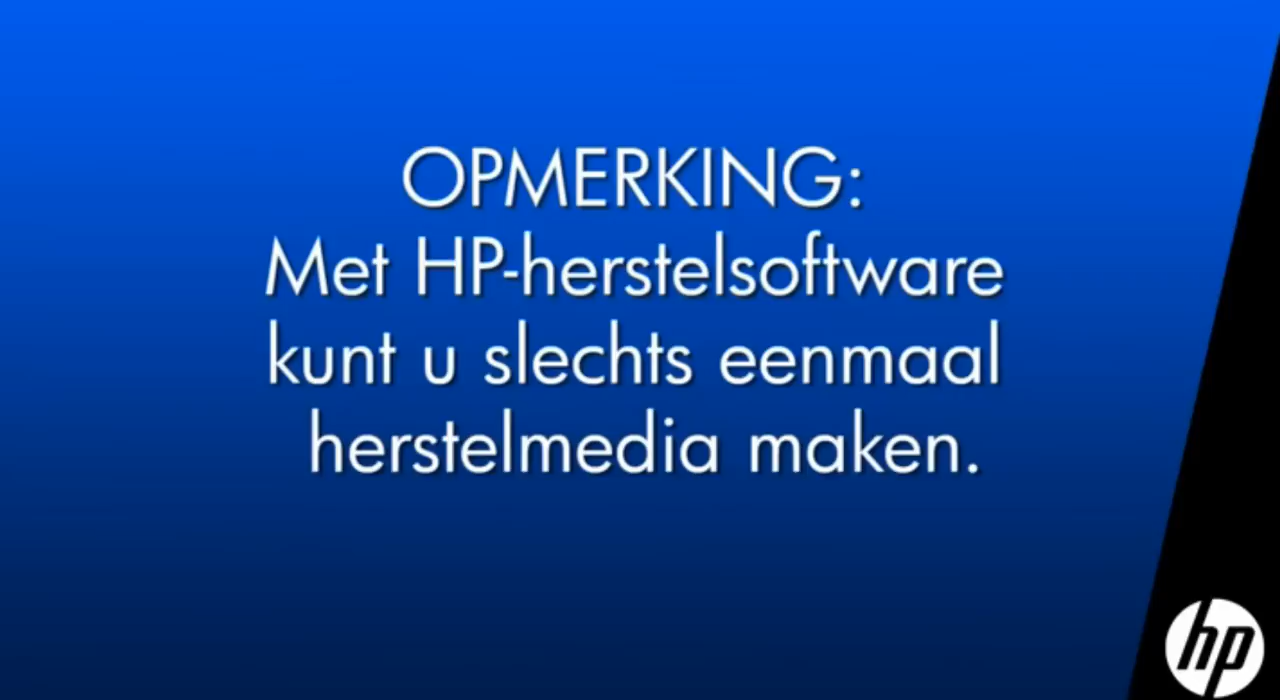 OPMERKING:
Met HP-herstelsoftware
kunt u slechts eenmaal
herstelmedia maken.
hp